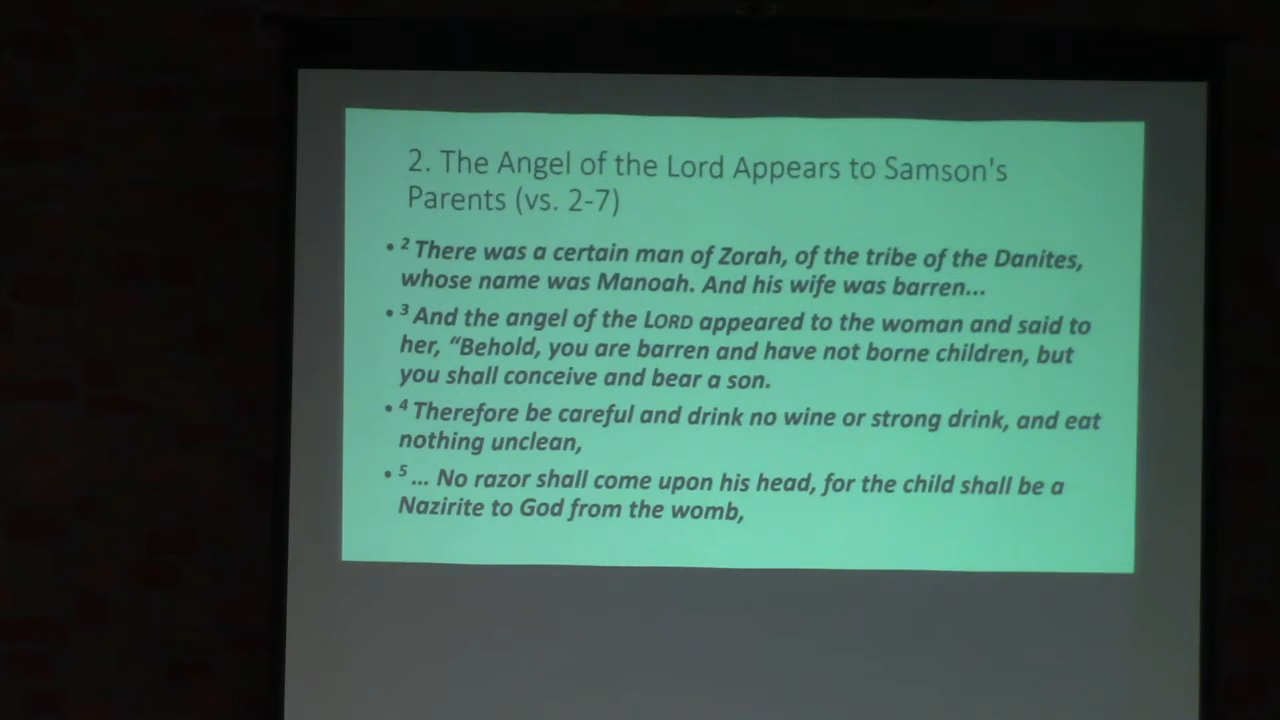 2. The Angel of the Lord Appears to Samson's
Parents (vs. 2-7)
• 2 There was a certain man of Zorah, of the tribe of the Danites,
whose name was Manoah. And his wife was barren...
• 3 And the angel of the LORD appeared to the woman and said to
her, “Behold, you are barren and have not borne children, but
you shall conceive and bear a son.
• 4 Therefore be careful and drink no wine or strong drink, and eat
nothing unclean,
• 5 ... No razor shall come upon his head, for the child shall be a
Nazirite to God from the womb,